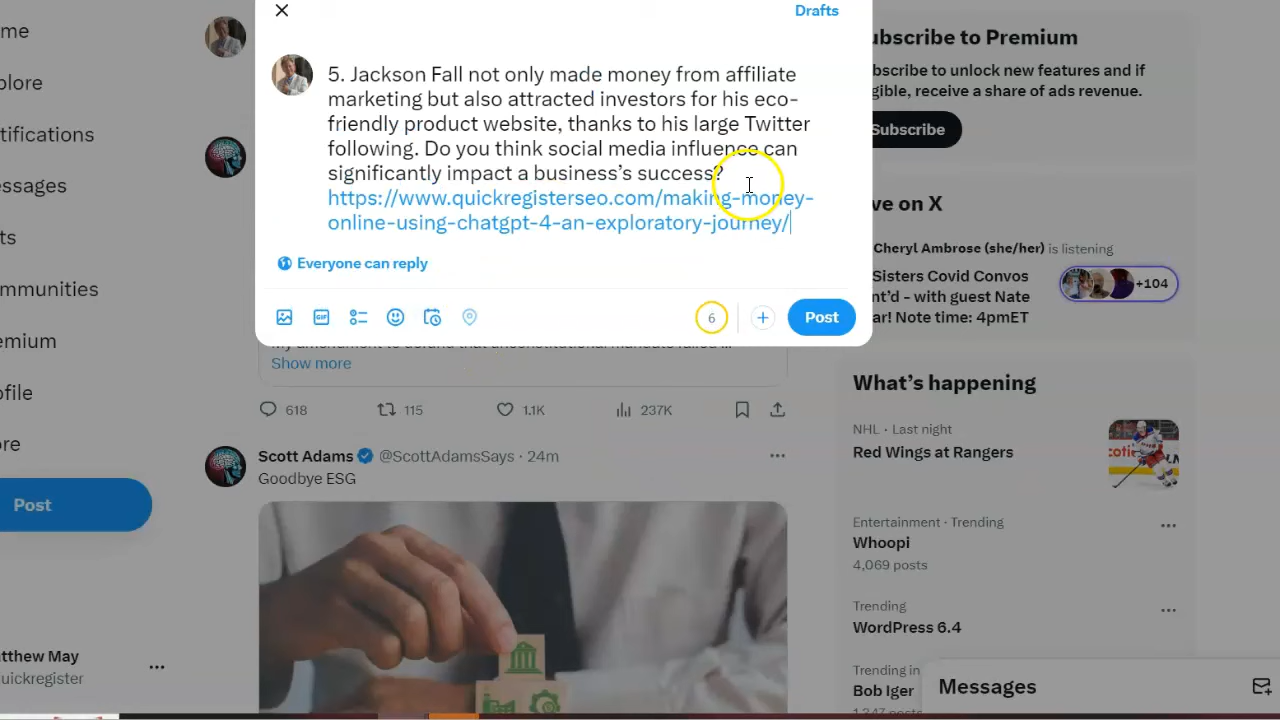 Drafts
5. Jackson Fall not only made money from affiliate
marketing but also attracted investors for his eco-
friendly product website, thanks to his large Twitter
following. Do you think social media influence can
significantly impact a business's success?
https://www.quickregisterseo.com/making-money-
online-using-chatgpt-4-an-exploratory-journey/
Everyone can reply
GIF
6
Post
Show more
618
115
1.1K
237K
Scott Adams @ScottAdamsSays · 24m
Goodbye ESG
me
plore
tifications
essages
ts
mmunities
emium
ofile
ore
Post
tthew May
uickregister
ubscribe to Premium
bscribe to unlock new features and if
gible, receive a share of ads revenue.
Subscribe
ve on X
Cheryl Ambrose (she/her) is listening
Sisters Covid Convos
nt'd - with guest Nate
ar! Note time: 4pmET
+104
What's happening
NHL · Last night
Red Wings at Rangers
Entertainment · Trending
Whoopi
4,069 posts
Trending
WordPress 6.4
Trending in
Bob Iger
Messages